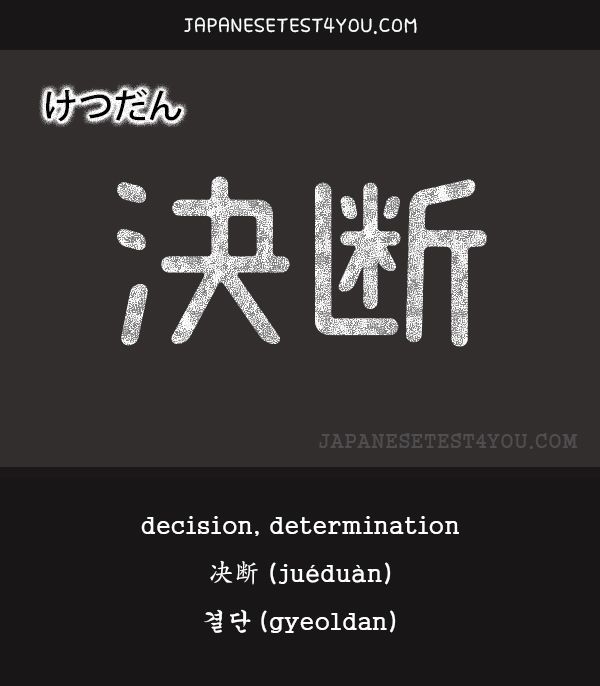 JAPANESETEST4YOU.COM
けつだん
決断
JAPANESETEST4YOU.COM
decision, determination
决断 (juéduàn)
결단 (gyeoldan)